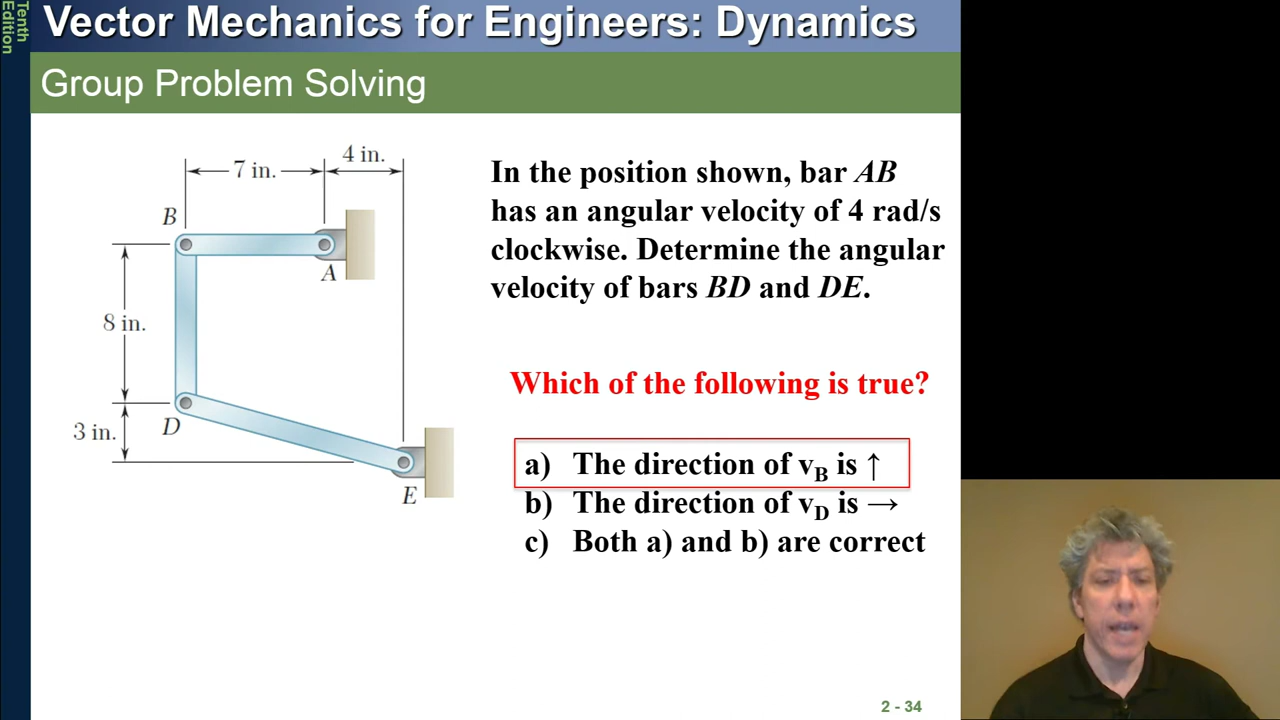 Tenth
Edition
Vector Mechanics for Engineers: Dynamics
Group Problem Solving
7 in.
4 in.
B
A
8 in.
3 in.
D
E
In the position shown, bar AB
has an angular velocity of 4 rad/s
clockwise. Determine the angular
velocity of bars BD and DE.
Which of the following is true?
a) The direction of vB is ↑
b) The direction of vD is →
c) Both a) and b) are correct
2 - 34